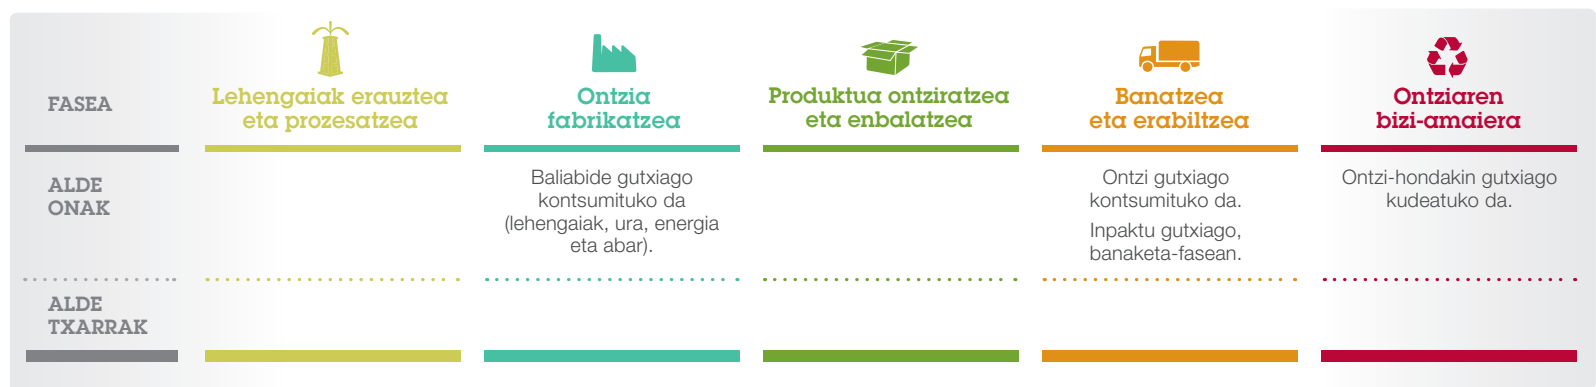 FASEA
Lehengaiak erauztea
eta prozesatzea
Ontzia
fabrikatzea
Produktua ontziratzea
eta enbalatzea
Banatzea
eta erabiltzea
Ontziaren
bizi-amaiera
ALDE
ONAK
Baliabide gutxiago
kontsumituko da
(lehengaiak, ura, energia
eta abar).
Ontzi gutxiago
kontsumituko da.
Inpaktu gutxiago,
banaketa-fasean.
Ontzi-hondakin gutxiago
kudeatuko da.
ALDE
TXARRAK